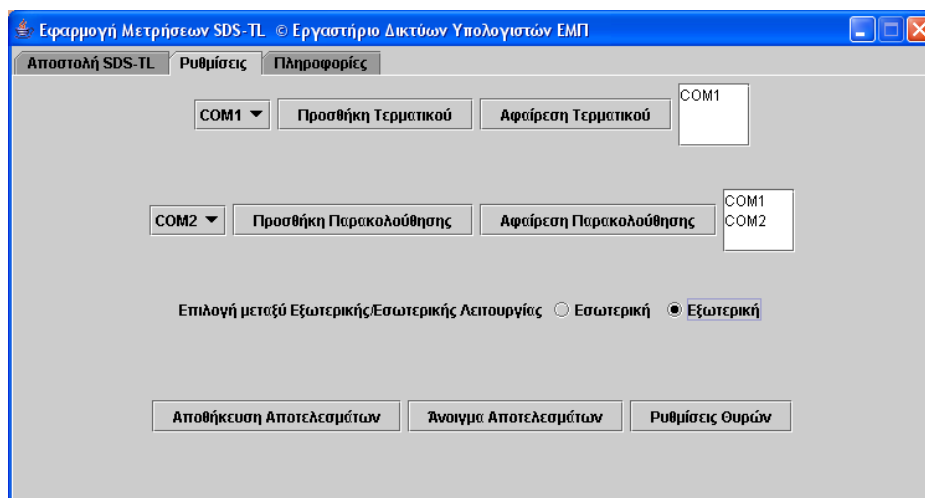 Εφαρμογή Μετρήσεων SDS-TL © Εργαστήριο Δικτύων Υπολογιστών ΕΜΠ
Αποστολή SDS-TL Ρυθμίσεις Πληροφορίες
COM1 Προσθήκη Τερματικού Αφαίρεση Τερματικού COM1
COM2 Προσθήκη Παρακολούθησης Αφαίρεση Παρακολούθησης COM1
COM2
Επιλογή μεταξύ Εξωτερικής/Εσωτερικής Λειτουργίας Εσωτερική Εξωτερική
Αποθήκευση Αποτελεσμάτων Άνοιγμα Αποτελεσμάτων Ρυθμίσεις Θυρών